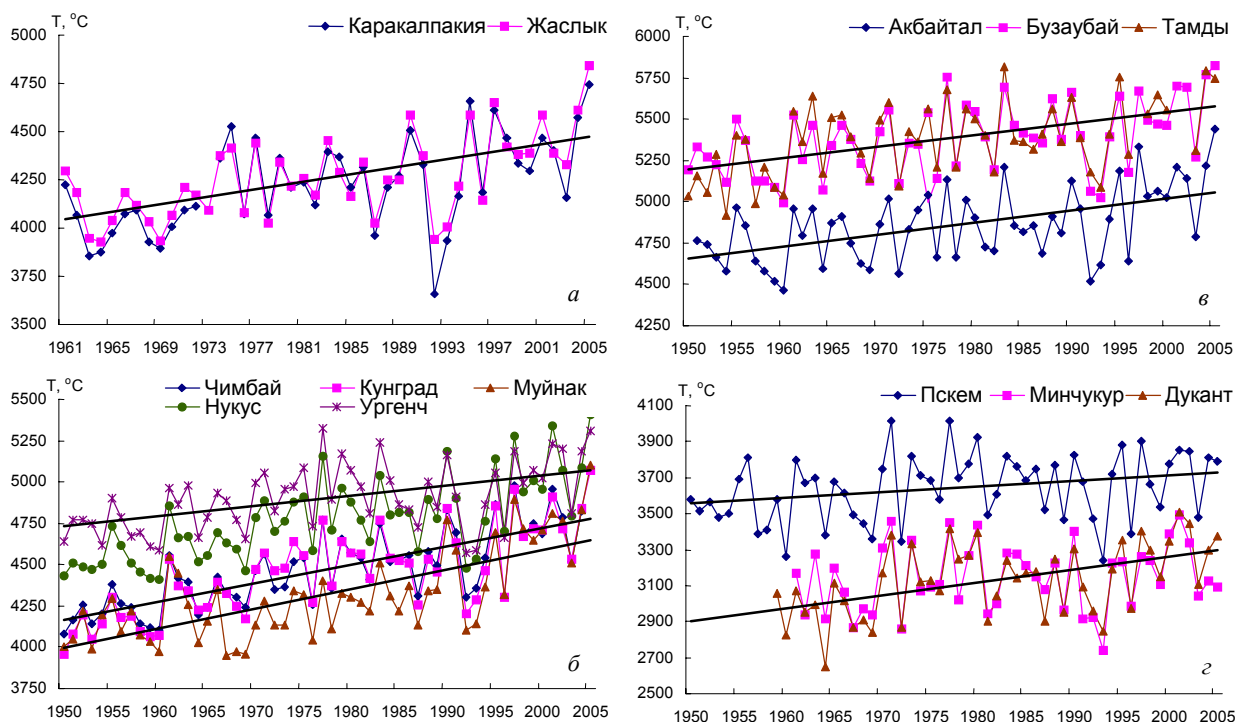 T, °C
Каракалпакия Жаслык
5000
4750
4500
4250
4000
3750
3500
1961 1965 1969 1973 1977 1981 1985 1989 1993 1997 2001 2005
а
T, °C
Акбайтал Бузаубай Тамды
6000
5750
5500
5250
5000
4750
4500
4250
1950 1955 1960 1965 1970 1975 1980 1985 1990 1995 2000 2005
в
T, °C
Чимбай Кунград Муйнак
Нукус Ургенч
5500
5250
5000
4750
4500
4250
4000
3750
1950 1955 1960 1965 1970 1975 1980 1985 1990 1995 2000 2005
б
T, °C
Пскем Минчукур Дукант
4100
3900
3700
3500
3300
3100
2900
2700
2500
1950 1955 1960 1965 1970 1975 1980 1985 1990 1995 2000 2005
г